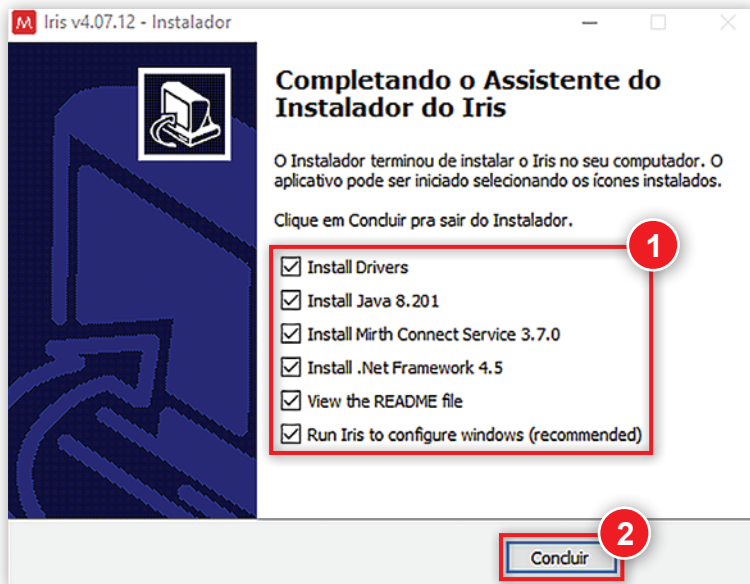 Iris v4.07.12 - Instalador
Completando o Assistente do
Instalador do Iris
O Instalador terminou de instalar o Iris no seu computador. O
aplicativo pode ser iniciado selecionando os ícones instalados.
Clique em Concluir pra sair do Instalador.
1
Install Drivers
Install Java 8.201
Install Mirth Connect Service 3.7.0
Install .Net Framework 4.5
View the README file
Run Iris to configure windows (recommended)
2
Concluir